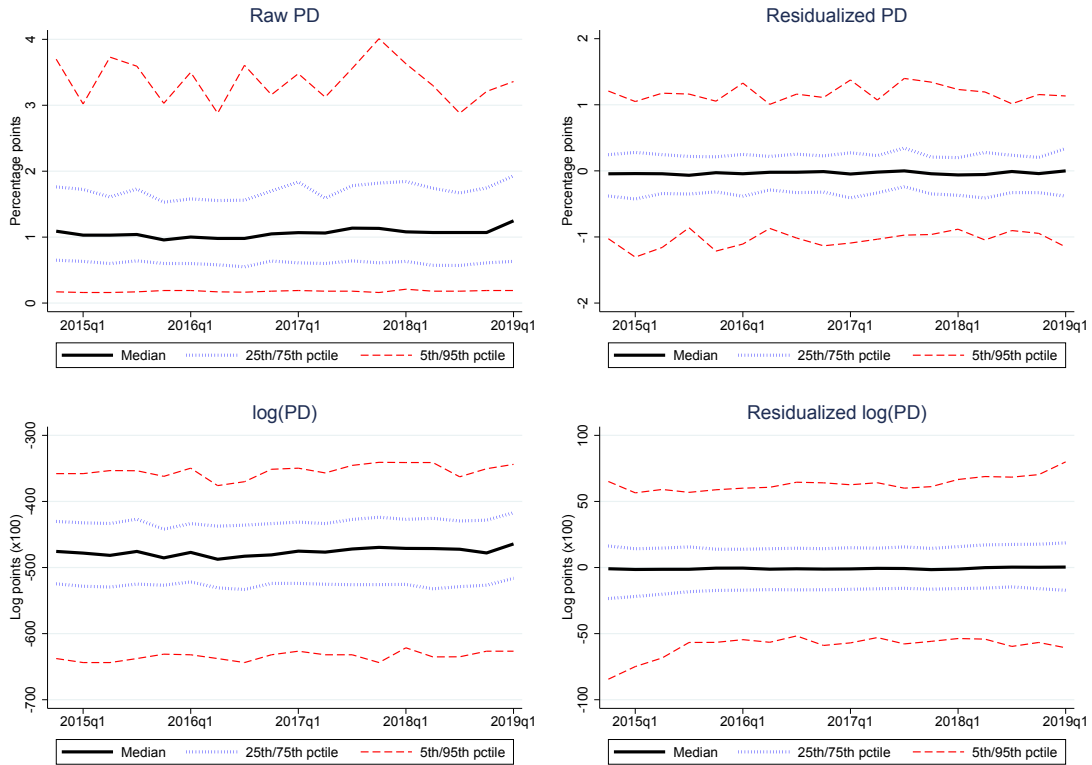 Raw PD
Percentage points
4
3
2
1
0
2015q1 2016q1 2017q1 2018q1 2019q1
Median 25th/75th pctile 5th/95th pctile
Residualized PD
Percentage points
2
1
0
-1
-2
2015q1 2016q1 2017q1 2018q1 2019q1
Median 25th/75th pctile 5th/95th pctile
log(PD)
Log points (x100)
-300
-400
-500
-600
-700
2015q1 2016q1 2017q1 2018q1 2019q1
Median 25th/75th pctile 5th/95th pctile
Residualized log(PD)
Log points (x100)
100
50
0
-50
-100
2015q1 2016q1 2017q1 2018q1 2019q1
Median 25th/75th pctile 5th/95th pctile